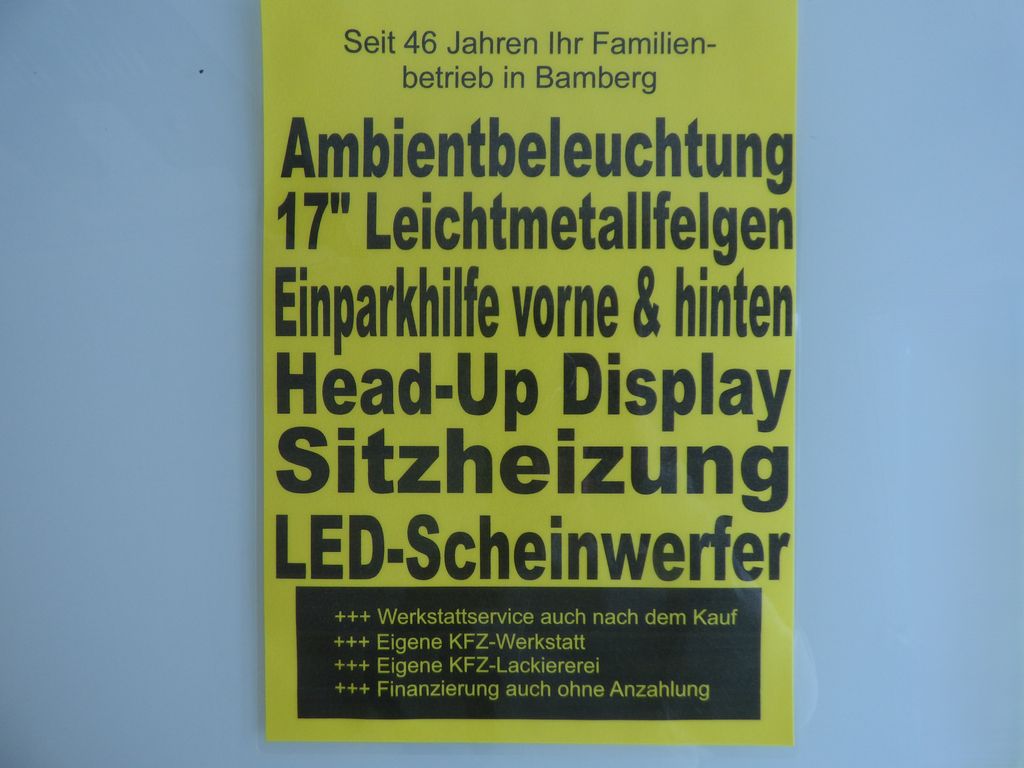 Seit 46 Jahren Ihr Familien-
betrieb in Bamberg
Ambientbeleuchtung
17" Leichtmetallfelgen
Einparkhilfe vorne & hinten
Head-Up Display
Sitzheizung
LED-Scheinwerfer
+++ Werkstattservice auch nach dem Kauf
+++ Eigene KFZ-Werkstatt
+++ Eigene KFZ-Lackiererei
+++ Finanzierung auch ohne Anzahlung